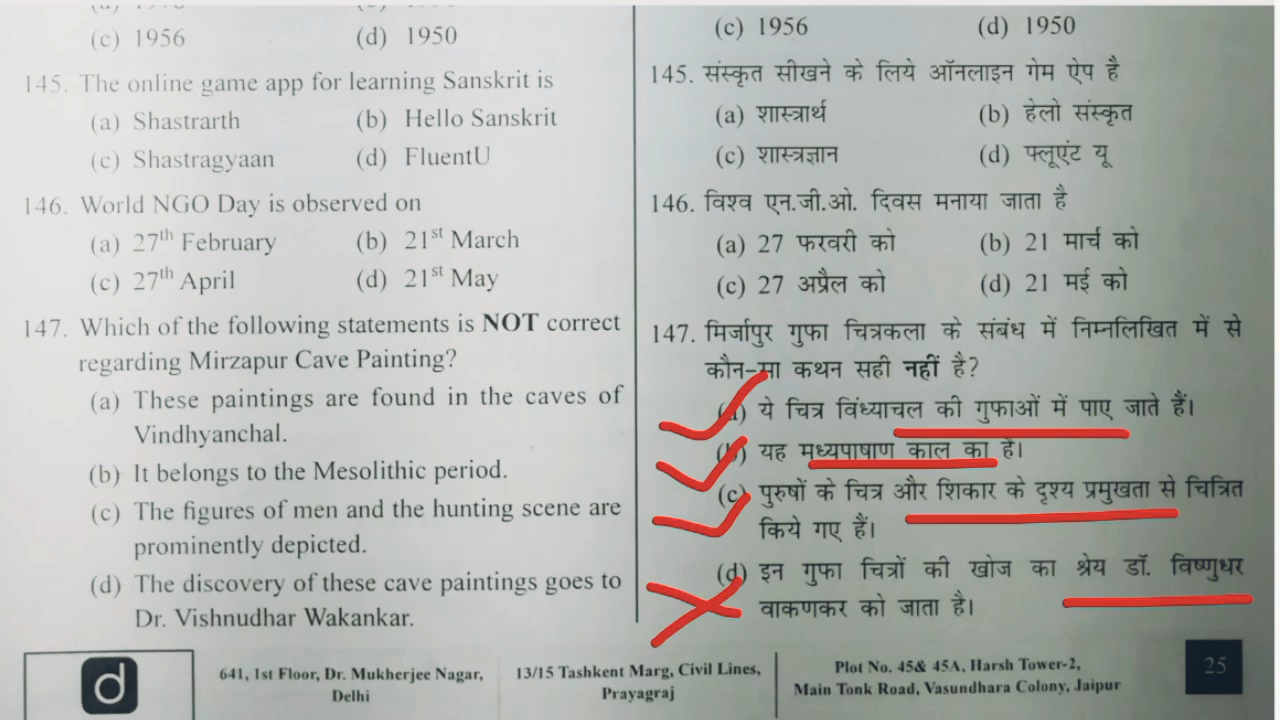 (c) 1956 (d) 1950
145. The online game app for learning Sanskrit is
(a) Shastrarth (b) Hello Sanskrit
(c) Shastragyaan (d) FluentU
146. World NGO Day is observed on
(a) 27th February (b) 21st March
(c) 27th April (d) 21st May
147. Which of the following statements is NOT correct
regarding Mirzapur Cave Painting?
(a) These paintings are found in the caves of
Vindhyanchal.
(b) It belongs to the Mesolithic period.
(c) The figures of men and the hunting scene are
prominently depicted.
(d) The discovery of these cave paintings goes to
Dr. Vishnudhar Wakankar.
(c) 1956 (d) 1950
145. संस्कृत सीखने के लिये ऑनलाइन गेम ऐप है
(a) शास्त्रार्थ (b) हेलो संस्कृत
(c) शास्त्रज्ञान (d) फ्लूएंट यू
146. विश्व एन.जी.ओ. दिवस मनाया जाता है
(a) 27 फरवरी को (b) 21 मार्च को
(c) 27 अप्रैल को (d) 21 मई को
147. मिर्जापुर गुफा चित्रकला के संबंध में निम्नलिखित में से
कौन-सा कथन सही नहीं है?
(a) ये चित्र विंध्याचल की गुफाओं में पाए जाते हैं।
(b) यह मध्यपाषाण काल का है।
(c) पुरुषों के चित्र और शिकार के दृश्य प्रमुखता से चित्रित
किये गए हैं।
(d) इन गुफा चित्रों की खोज का श्रेय डॉ. विष्णुधर
वाकणकर को जाता है।
d
641, 1st Floor, Dr. Mukherjee Nagar,
Delhi
13/15 Tashkent Marg, Civil Lines,
Prayagraj
Plot No. 45& 45A, Harsh Tower-2,
Main Tonk Road, Vasundhara Colony, Jaipur
25